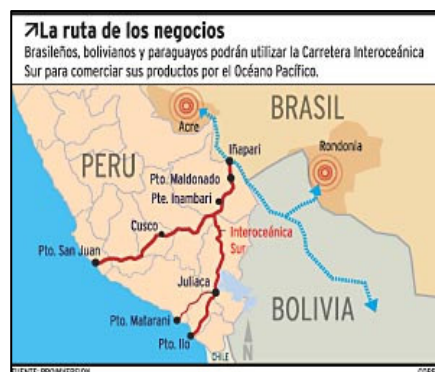 La ruta de los negocios
Brasileños, bolivianos y paraguayos podrán utilizar la Carretera Interoceánica
Sur para comerciar sus productos por el Océano Pacífico.
BRASIL
Acre
Rondonia
PERU
Iñapari
Pto. Maldonado
Pte. Inambari
Cusco
Interoceánica
Sur
Pto. San Juan
Juliaca
BOLIVIA
Pto. Matarani
Pto. Ilo
CHILE
N